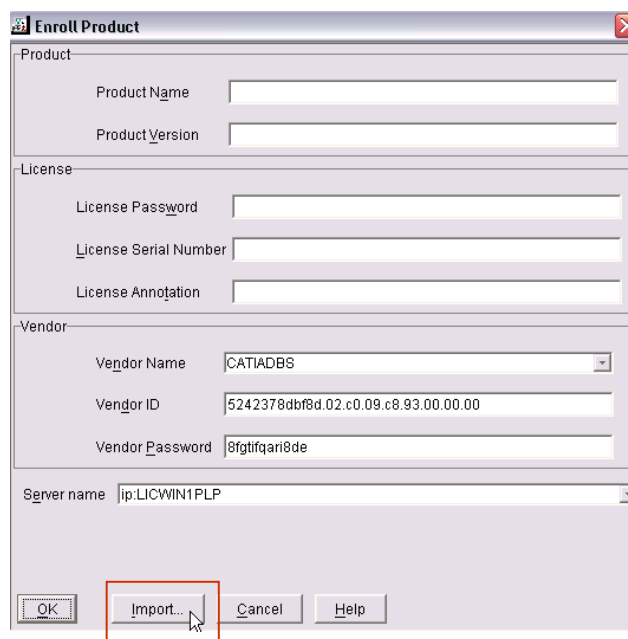 Enroll Product
Product
Product Name
Product Version
License
License Password
License Serial Number
License Annotation
Vendor
Vendor Name CATIADBS
Vendor ID 5242378dbf8d.02.c0.09.c8.93.00.00.00
Vendor Password 8fgtifqari8de
Server name ip:LICWIN1PLP
OK Import... Cancel Help